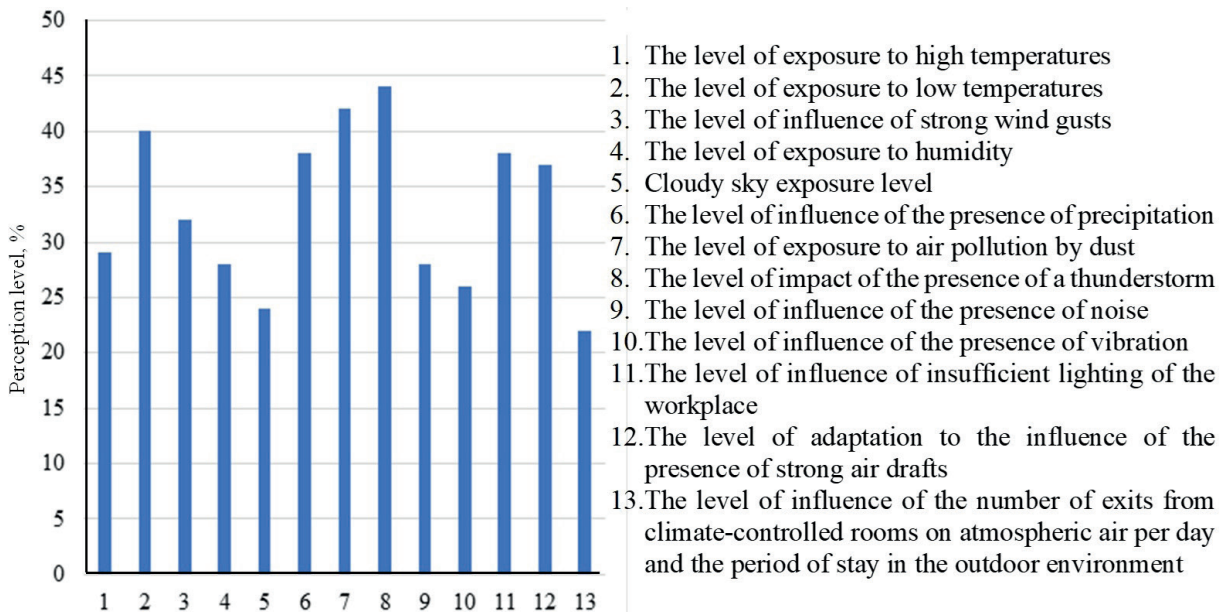 50
45
40
35
30
25
20
15
10
5
0
Perception level, %
1 2 3 4 5 6 7 8 9 10 11 12 13
1. The level of exposure to high temperatures
2. The level of exposure to low temperatures
3. The level of influence of strong wind gusts
4. The level of exposure to humidity
5. Cloudy sky exposure level
6. The level of influence of the presence of precipitation
7. The level of exposure to air pollution by dust
8. The level of impact of the presence of a thunderstorm
9. The level of influence of the presence of noise
10.The level of influence of the presence of vibration
11.The level of influence of insufficient lighting of the
workplace
12.The level of adaptation to the influence of the
presence of strong air drafts
13.The level of influence of the number of exits from
climate-controlled rooms on atmospheric air per day
and the period of stay in the outdoor environment